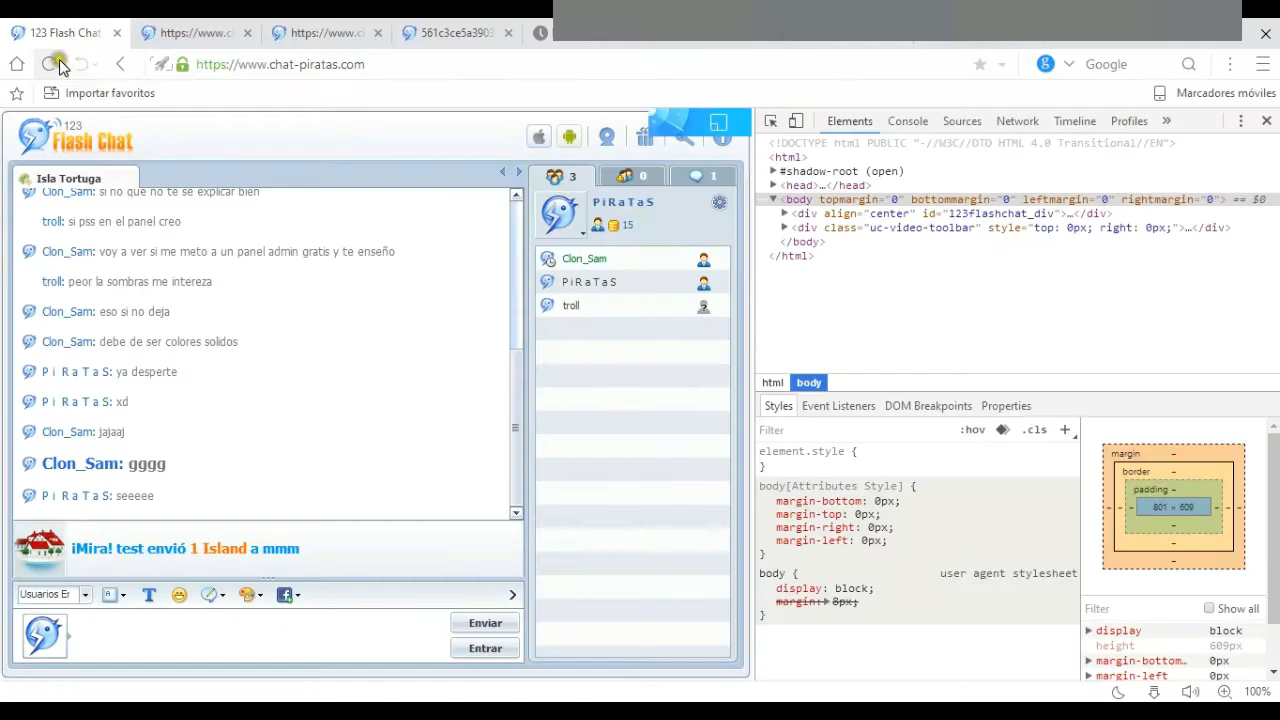 123 Flash Chat
https://www.c
https://www.c
561c3ce5a3903
https://www.chat-piratas.com
Google
Importar favoritos
Marcadores móviles
123
Flash Chat
Isla Tortuga
Clon_Sam: si no que no te se explicar bien
troll: si pss en el panel creo
Clon_Sam: voy a ver si me meto a un panel admin gratis y te enseño
troll: peor la sombras me intereza
Clon_Sam: eso si no deja
Clon_Sam: debe de ser colores solidos
P i R a T a S: ya desperte
P i R a T a S: xd
Clon_Sam: jajaaj
Clon_Sam: gggg
P i R a T a S: seeeee
¡Mira! test envió 1 Island a mmm
Usuarios Er
Enviar
Entrar
3
0
1
P i R a T a S
15
Clon_Sam
P i R a T a S
troll
Elements Console Sources Network Timeline Profiles »
<!DOCTYPE html PUBLIC "-//W3C//DTD HTML 4.0 Transitional//EN">
<html>
#shadow-root (open)
<head>…</head>
<body topmargin="0" bottommargin="0" leftmargin="0" rightmargin="0"> == $0
<div align="center" id="123flashchat_div">…</div>
<div class="uc-video-toolbar" style="top: 0px; right: 0px;">…</div>
</body>
</html>
html body
Styles Event Listeners DOM Breakpoints Properties
Filter :hov .cls +
element.style {
}
body[Attributes Style] {
margin-bottom: 0px;
margin-top: 0px;
margin-right: 0px;
margin-left: 0px;
}
body { user agent stylesheet
display: block;
margin: 8px;
}
margin –
border –
padding –
801 × 609
Filter Show all
display block
height 609px
margin-bottom… 0px
margin-left 0px
100%